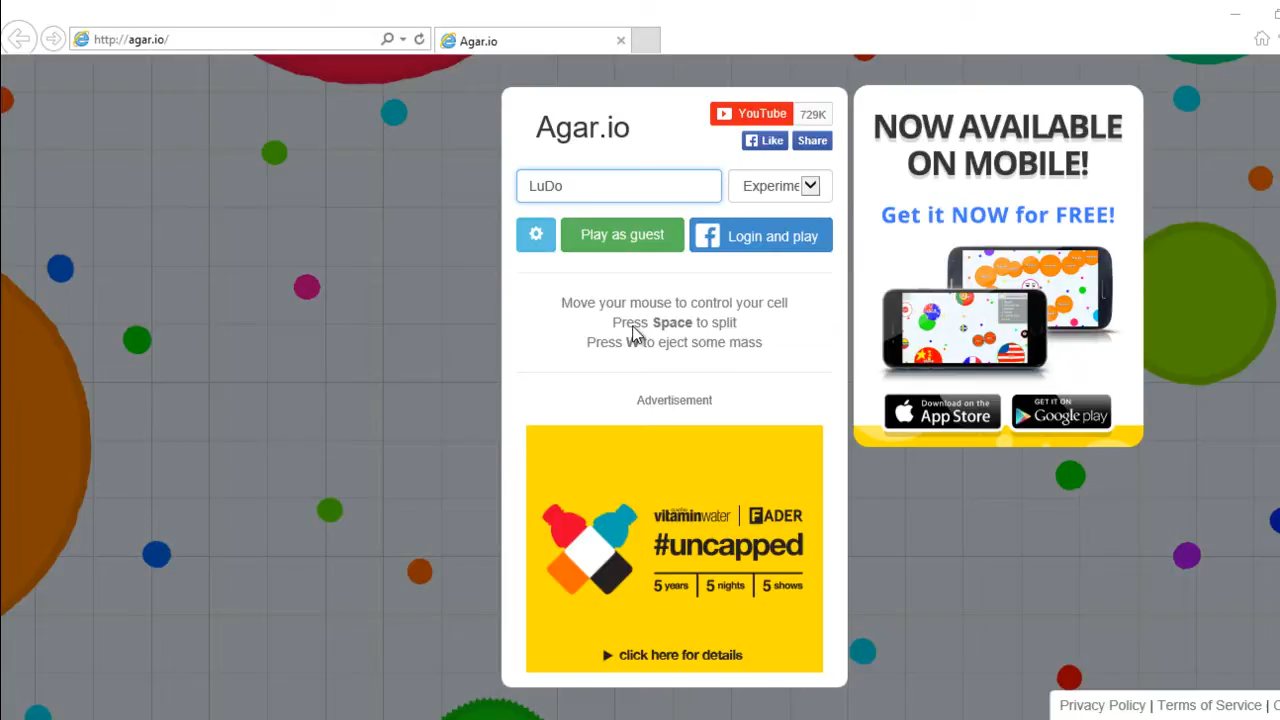 http://agar.io/
Agar.io
Agar.io
YouTube 729K
Like Share
LuDo
Experime
Play as guest
Login and play
Move your mouse to control your cell
Press Space to split
Press W to eject some mass
Advertisement
vitaminwater | FADER
#uncapped
5 years | 5 nights | 5 shows
▶ click here for details
NOW AVAILABLE
ON MOBILE!
Get it NOW for FREE!
Download on the
App Store
GET IT ON
Google play
Privacy Policy | Terms of Service |